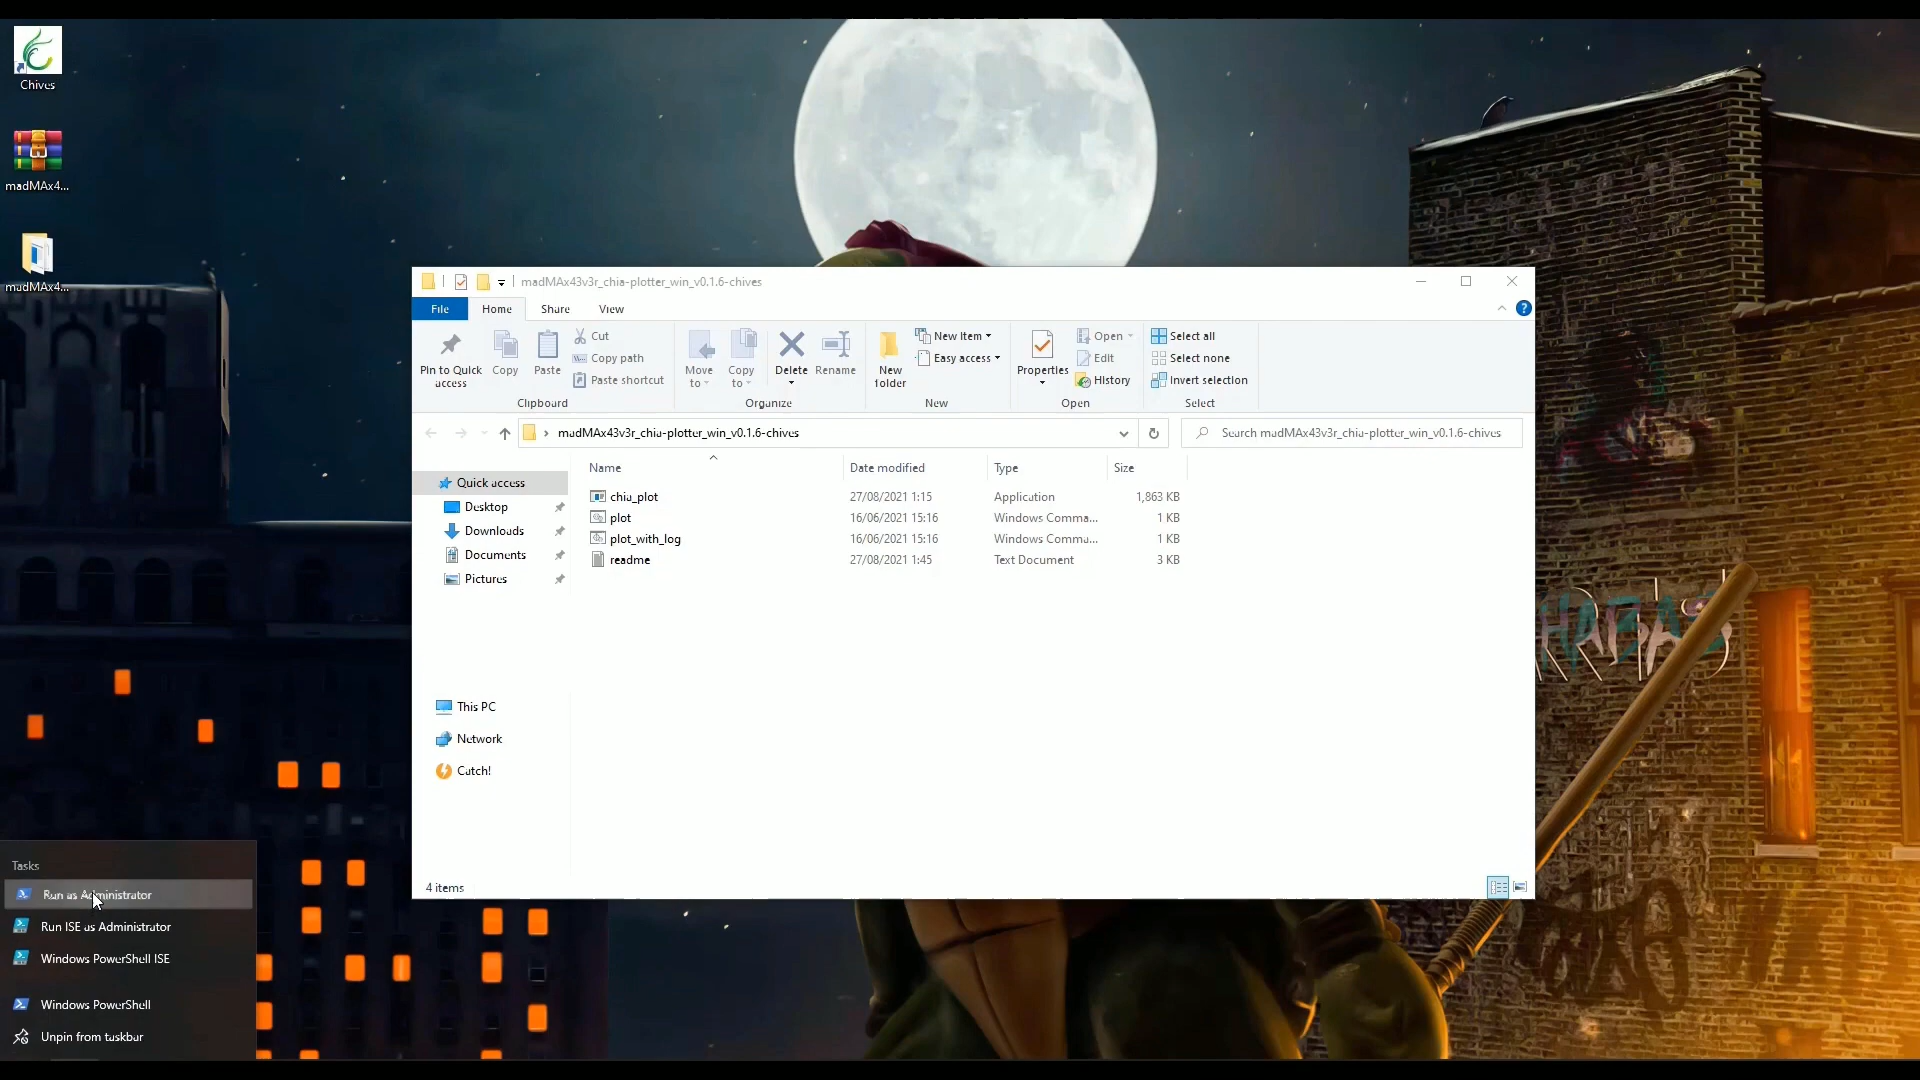 Chives
madMAx4...
madMAx4...
madMAx43v3r_chia-plotter_win_v0.1.6-chives
File
Home
Share
View
Pin to Quick access
Copy
Paste
Cut
Copy path
Paste shortcut
Clipboard
Move to
Copy to
Delete
Rename
Organize
New folder
New item
Easy access
New
Properties
Open
Edit
History
Open
Select all
Select none
Invert selection
Select
madMAx43v3r_chia-plotter_win_v0.1.6-chives
Search madMAx43v3r_chia-plotter_win_v0.1.6-chives
Name Date modified Type Size
chia_plot 27/08/2021 1:15 Application 1,863 KB
plot 16/06/2021 15:16 Windows Comma... 1 KB
plot_with_log 16/06/2021 15:16 Windows Comma... 1 KB
readme 27/08/2021 1:45 Text Document 3 KB
Quick access
Desktop
Downloads
Documents
Pictures
This PC
Network
Catch!
4 items
Tasks
Run as Administrator
Run ISE as Administrator
Windows PowerShell ISE
Windows PowerShell
Unpin from taskbar